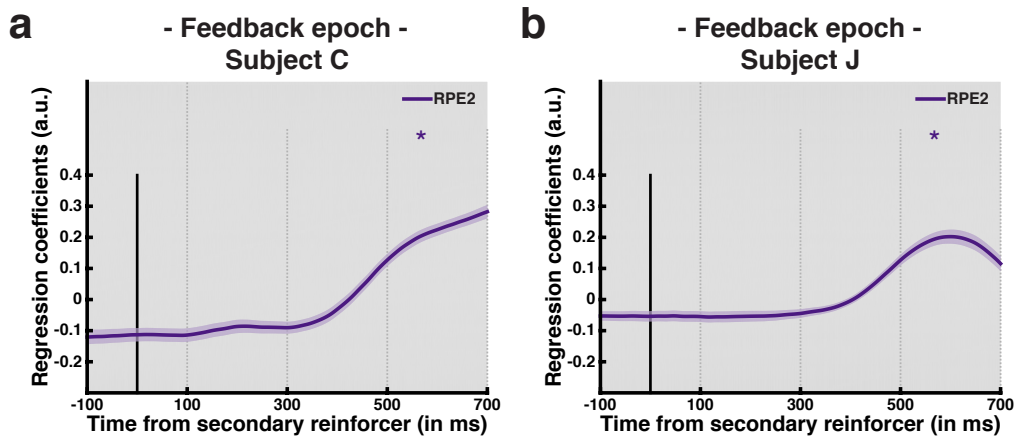 a
- Feedback epoch -
Subject C
RPE2
*
Regression coefficients (a.u.)
0.4
0.3
0.2
0.1
0
-0.1
-0.2
-100
100
300
500
700
Time from secondary reinforcer (in ms)
b
- Feedback epoch -
Subject J
RPE2
*
Regression coefficients (a.u.)
0.4
0.3
0.2
0.1
0
-0.1
-0.2
-100
100
300
500
700
Time from secondary reinforcer (in ms)